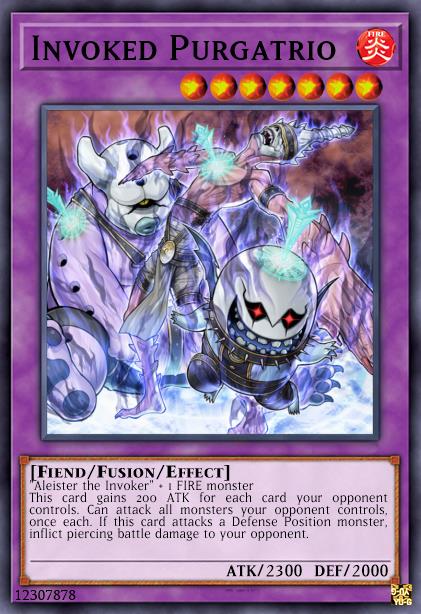 Invoked Purgatrio
FIRE
炎
[Fiend/Fusion/Effect]
"Aleister the Invoker" + 1 FIRE monster
This card gains 200 ATK for each card your opponent
controls. Can attack all monsters your opponent controls,
once each. If this card attacks a Defense Position monster,
inflict piercing battle damage to your opponent.
ATK/2300 DEF/2000
12307878